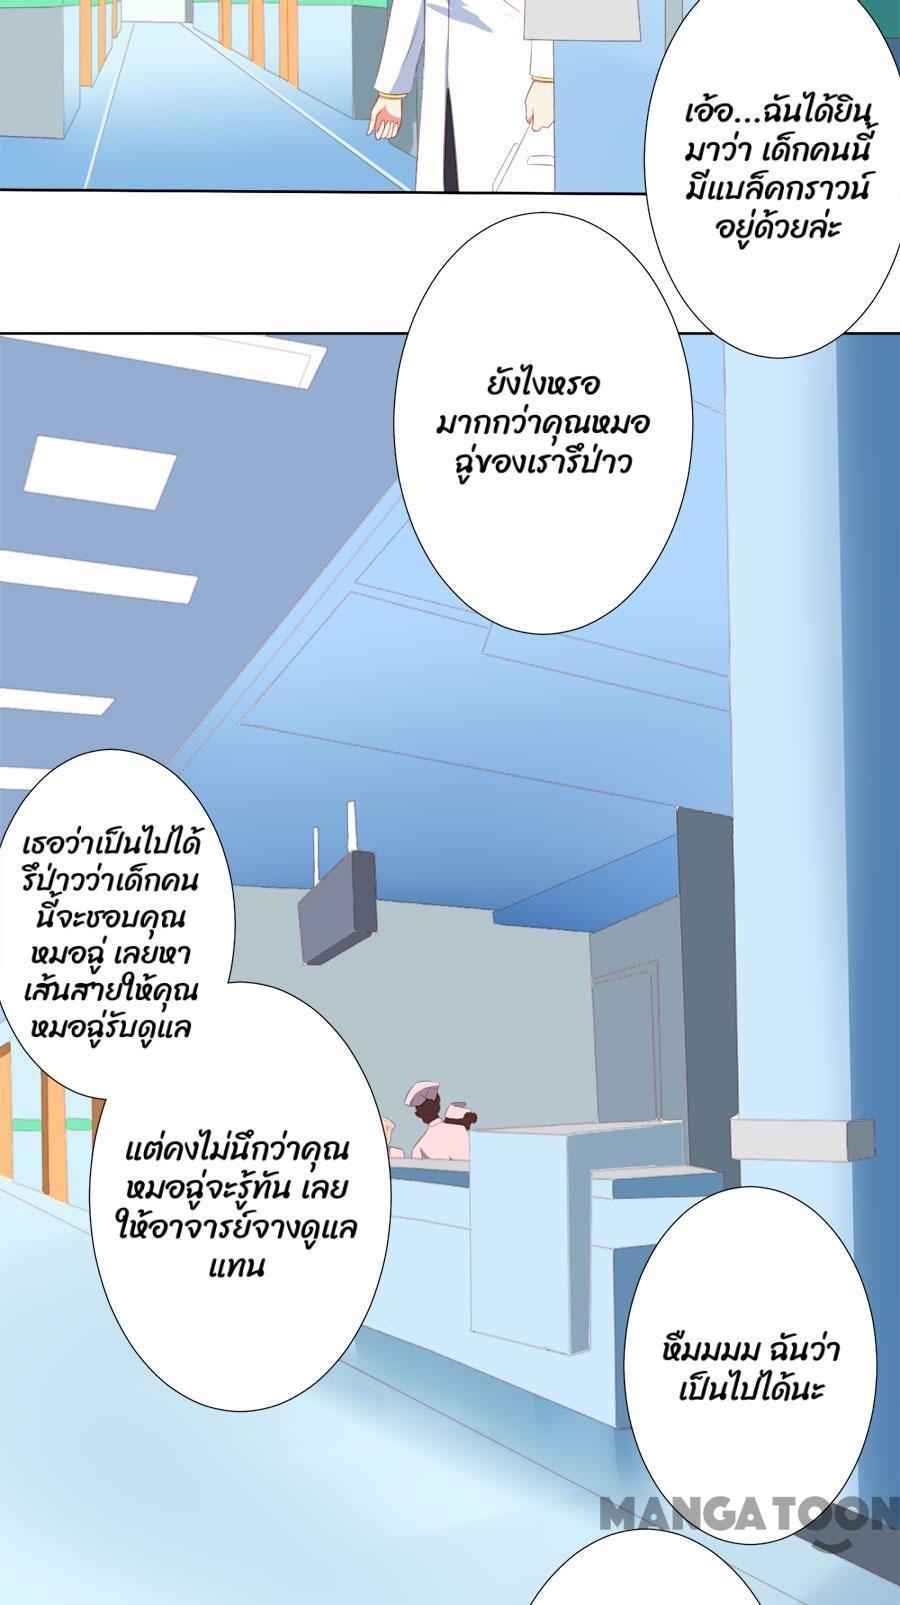 เอ้อ...ฉันได้ยิน
มาว่า เด็กคนนี้
มีแบล็คกราวน์
อยู่ด้วยล่ะ
ยังไงหรอ
มากกว่าคุณหมอ
ฉู่ของเรารึป่าว
เธอว่าเป็นไปได้
รึป่าวว่าเด็กคน
นี้จะชอบคุณ
หมอฉู่ เลยหา
เส้นสายให้คุณ
หมอฉู่รับดูแล
แต่คงไม่นึกว่าคุณ
หมอฉู่จะรู้ทัน เลย
ให้อาจารย์จางดูแล
แทน
หืมมมม ฉันว่า
เป็นไปได้นะ
MANGATOON